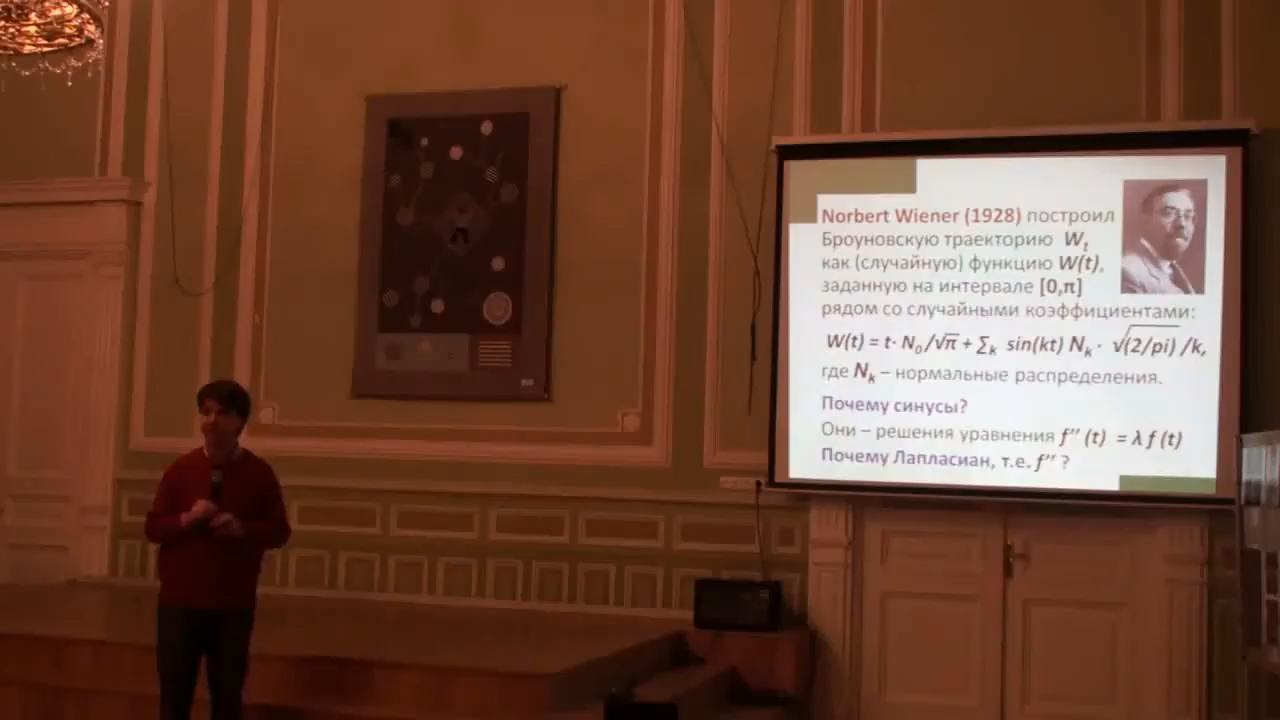 Norbert Wiener (1928) построил
Броуновскую траекторию Wt
как (случайную) функцию W(t),
заданную на интервале [0,π]
рядом со случайными коэффициентами:
W(t) = t· N₀/√π + ∑ₖ sin(kt) Nₖ · √(2/pi) /k,
где Nₖ – нормальные распределения.
Почему синусы?
Они – решения уравнения f’’ (t) = λ f (t)
Почему Лапласиан, т.е. f’’ ?